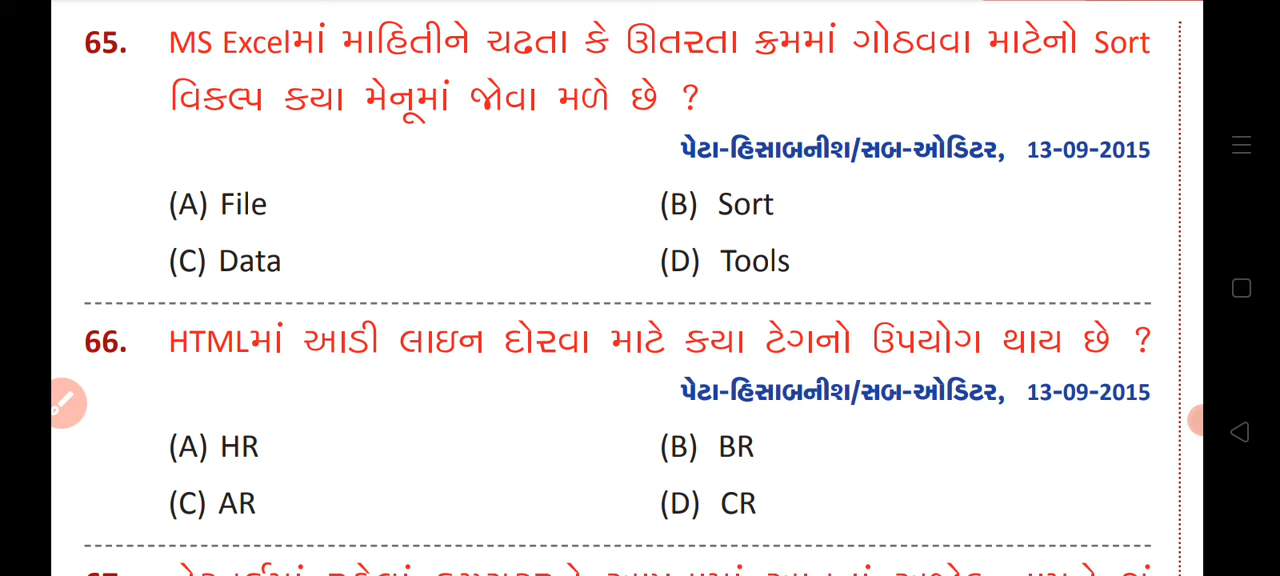 65. MS Excelમાં માહિતીને ચઢતા કે ઊતરતા ક્રમમાં ગોઠવવા માટેનો Sort
વિકલ્પ કયા મેનૂમાં જોવા મળે છે ?
પેટા-હિસાબનીશ/સબ-ઓડિટર, 13-09-2015
(A) File (B) Sort
(C) Data (D) Tools
66. HTMLમાં આડી લાઇન દોરવા માટે કયા ટેગનો ઉપયોગ થાય છે ?
પેટા-હિસાબનીશ/સબ-ઓડિટર, 13-09-2015
(A) HR (B) BR
(C) AR (D) CR